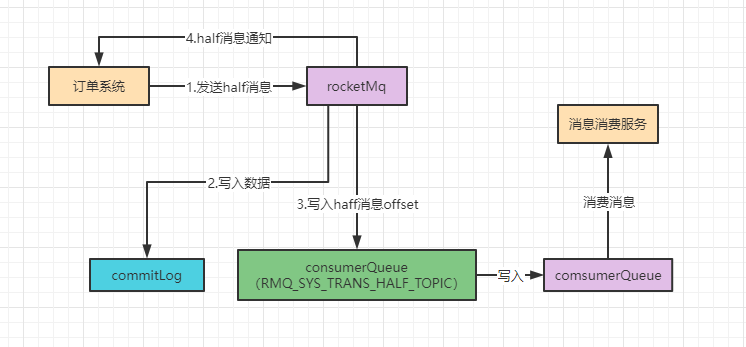 4.half消息通知
订单系统
1.发送half消息
rocketMq
消息消费服务
2.写入数据
3.写入haff消息offset
消费消息
commitLog
consumerQueue
（RMQ_SYS_TRANS_HALF_TOPIC）
写入
comsumerQueue